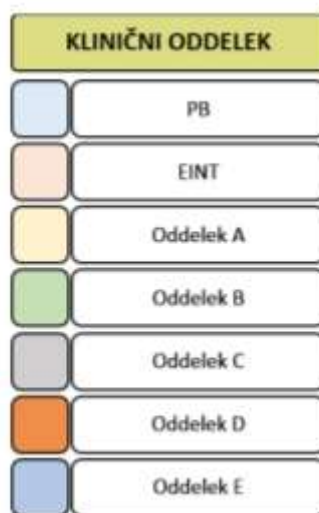 KLINIČNI ODDELEK
PB
EINT
Oddelek A
Oddelek B
Oddelek C
Oddelek D
Oddelek E